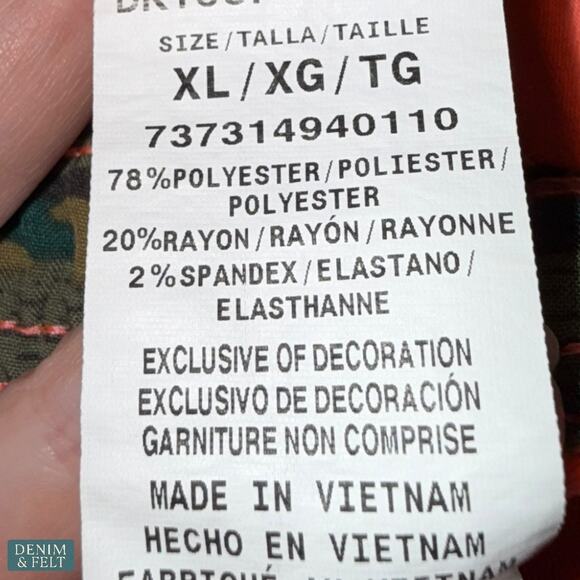 SIZE/TALLA/TAILLE
XL/XG/TG
737314940110
78%POLYESTER/POLIESTER/
POLYESTER
20%RAYON/RAYÓN/RAYONNE
2%SPANDEX/ELASTANO/
ELASTHANNE
EXCLUSIVE OF DECORATION
EXCLUSIVO DE DECORACIÓN
GARNITURE NON COMPRISE
MADE IN VIETNAM
HECHO EN VIETNAM
DENIM
& FELT